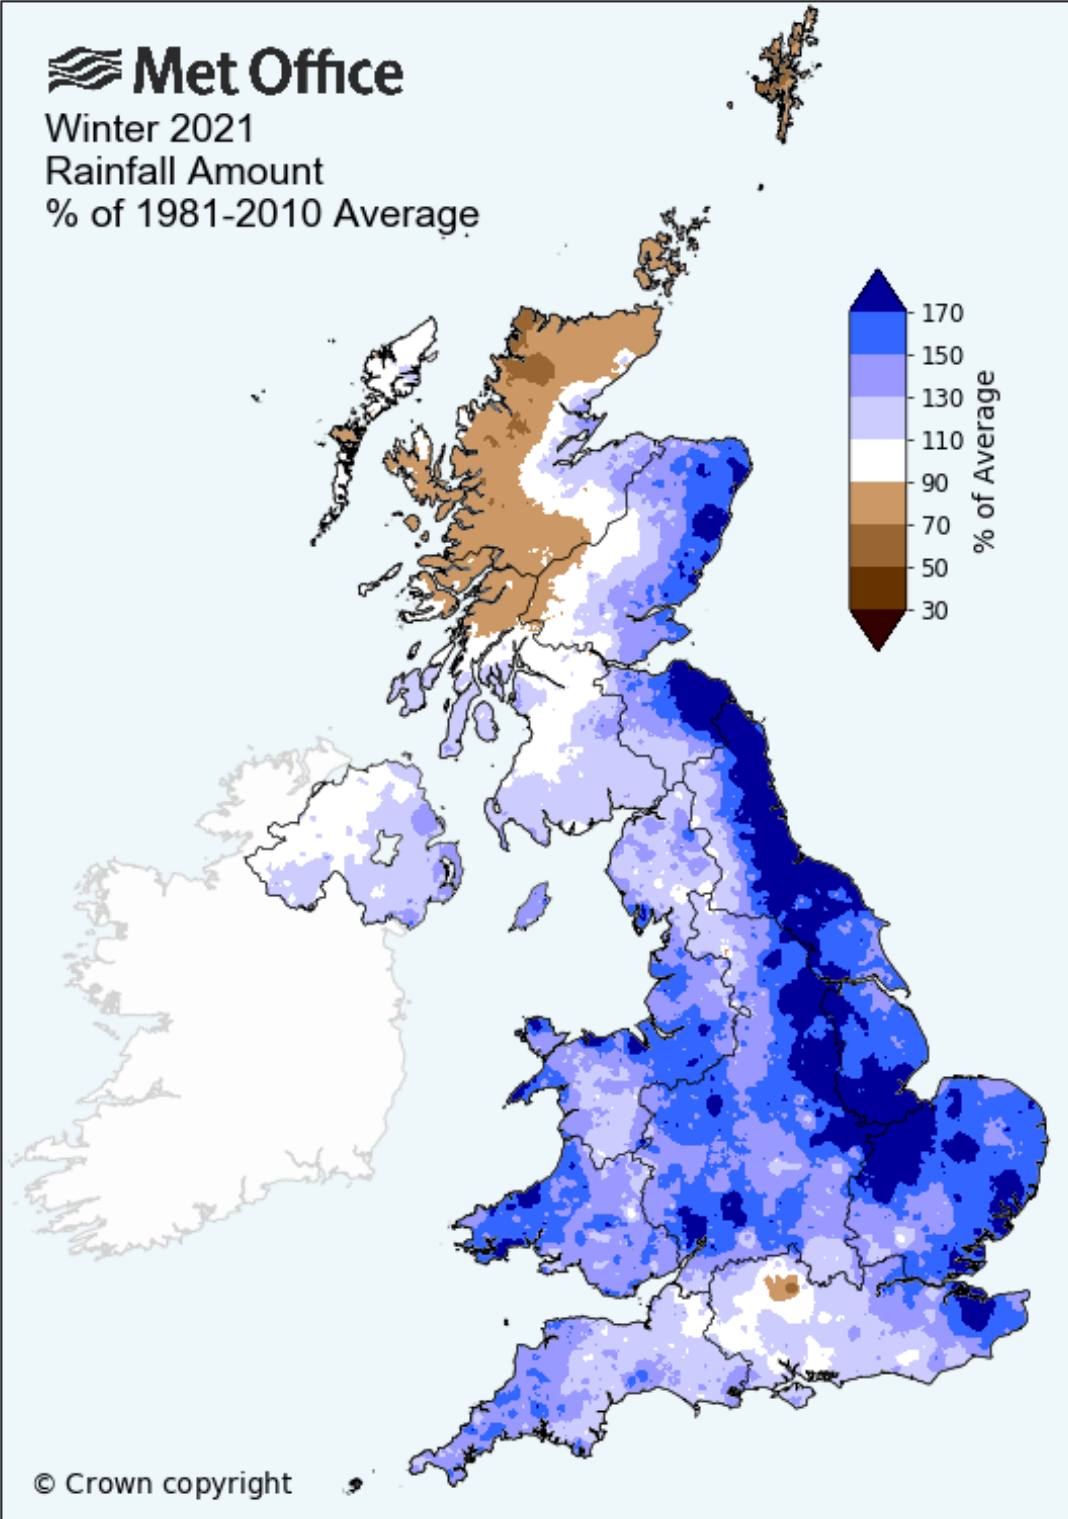 Met Office
Winter 2021
Rainfall Amount
% of 1981-2010 Average
170
150
130
110
90
70
50
30
% of Average
© Crown copyright